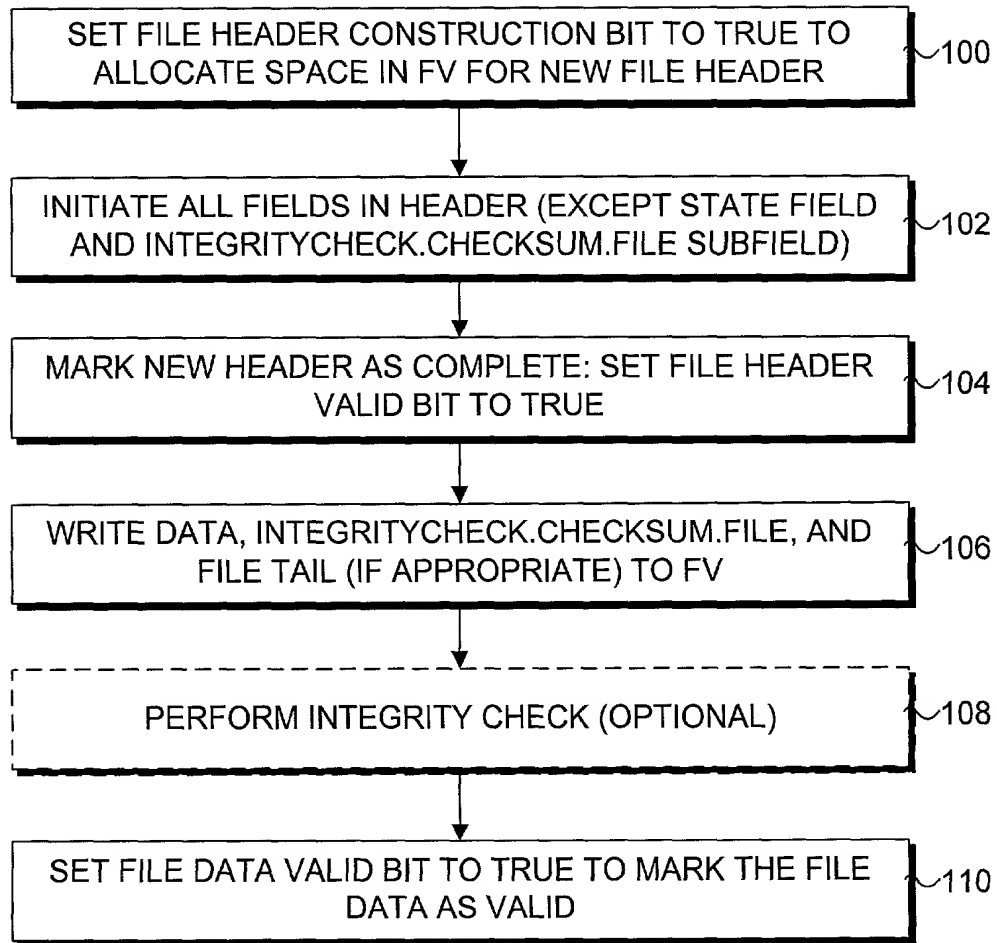 SET FILE HEADER CONSTRUCTION BIT TO TRUE TO
ALLOCATE SPACE IN FV FOR NEW FILE HEADER
100
INITIATE ALL FIELDS IN HEADER (EXCEPT STATE FIELD
AND INTEGRITYCHECK.CHECKSUM.FILE SUBFIELD)
102
MARK NEW HEADER AS COMPLETE: SET FILE HEADER
VALID BIT TO TRUE
104
WRITE DATA, INTEGRITYCHECK.CHECKSUM.FILE, AND
FILE TAIL (IF APPROPRIATE) TO FV
106
PERFORM INTEGRITY CHECK (OPTIONAL)
108
SET FILE DATA VALID BIT TO TRUE TO MARK THE FILE
DATA AS VALID
110